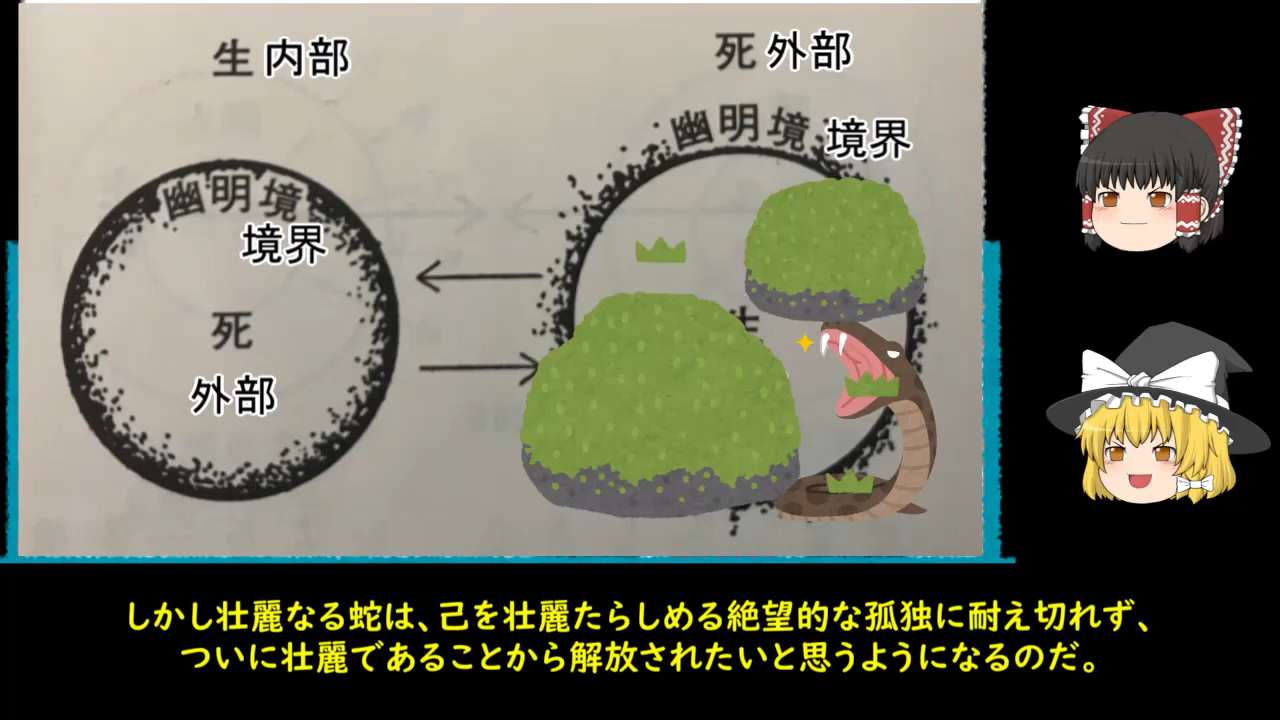 生 内部
死 外部
幽明境
境界
幽明境
境界
死
外部
生
しかし壮麗なる蛇は、己を壮麗たらしめる絶望的な孤独に耐え切れず、
ついに壮麗であることから解放されたいと思うようになるのだ。